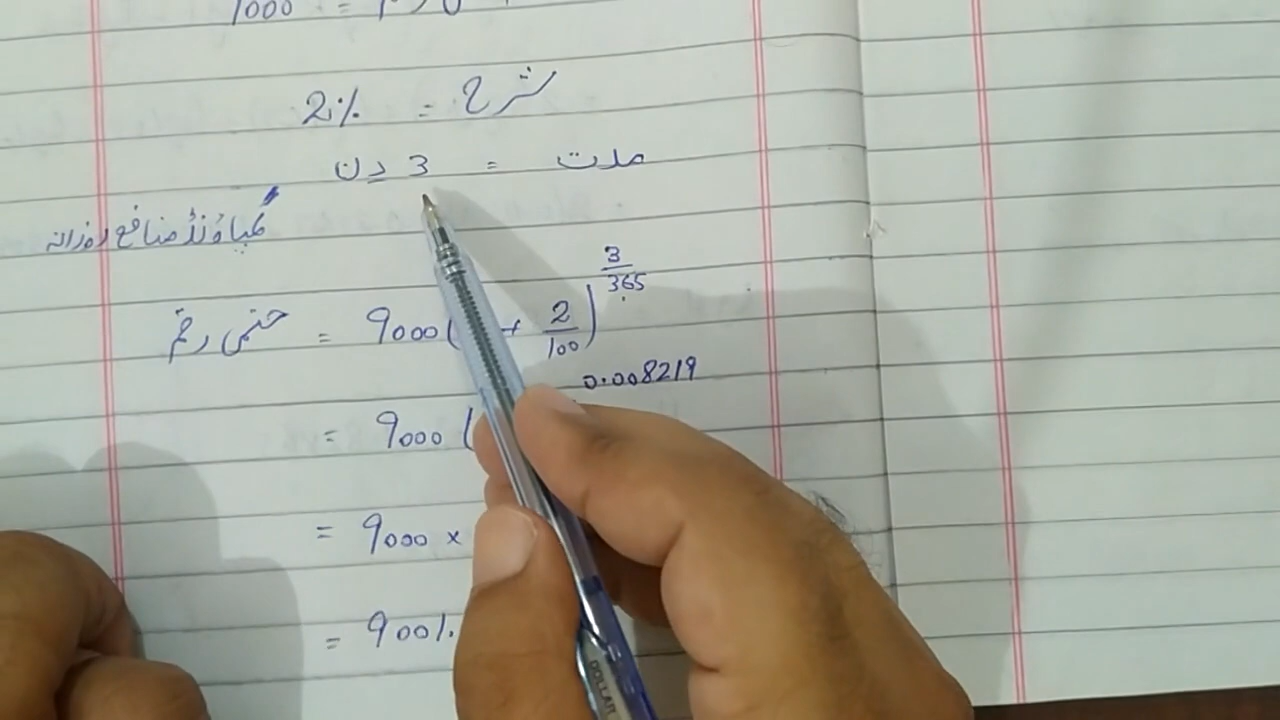 = 1000
شرح = 2%
مدت = 3 دن
کمپاؤنڈ منافع روزانہ
حتمی رقم = 9000( + 2/100)^3/365
= 9000 ( 0.008219
= 9000 ×
= 9001.
DOLLAR